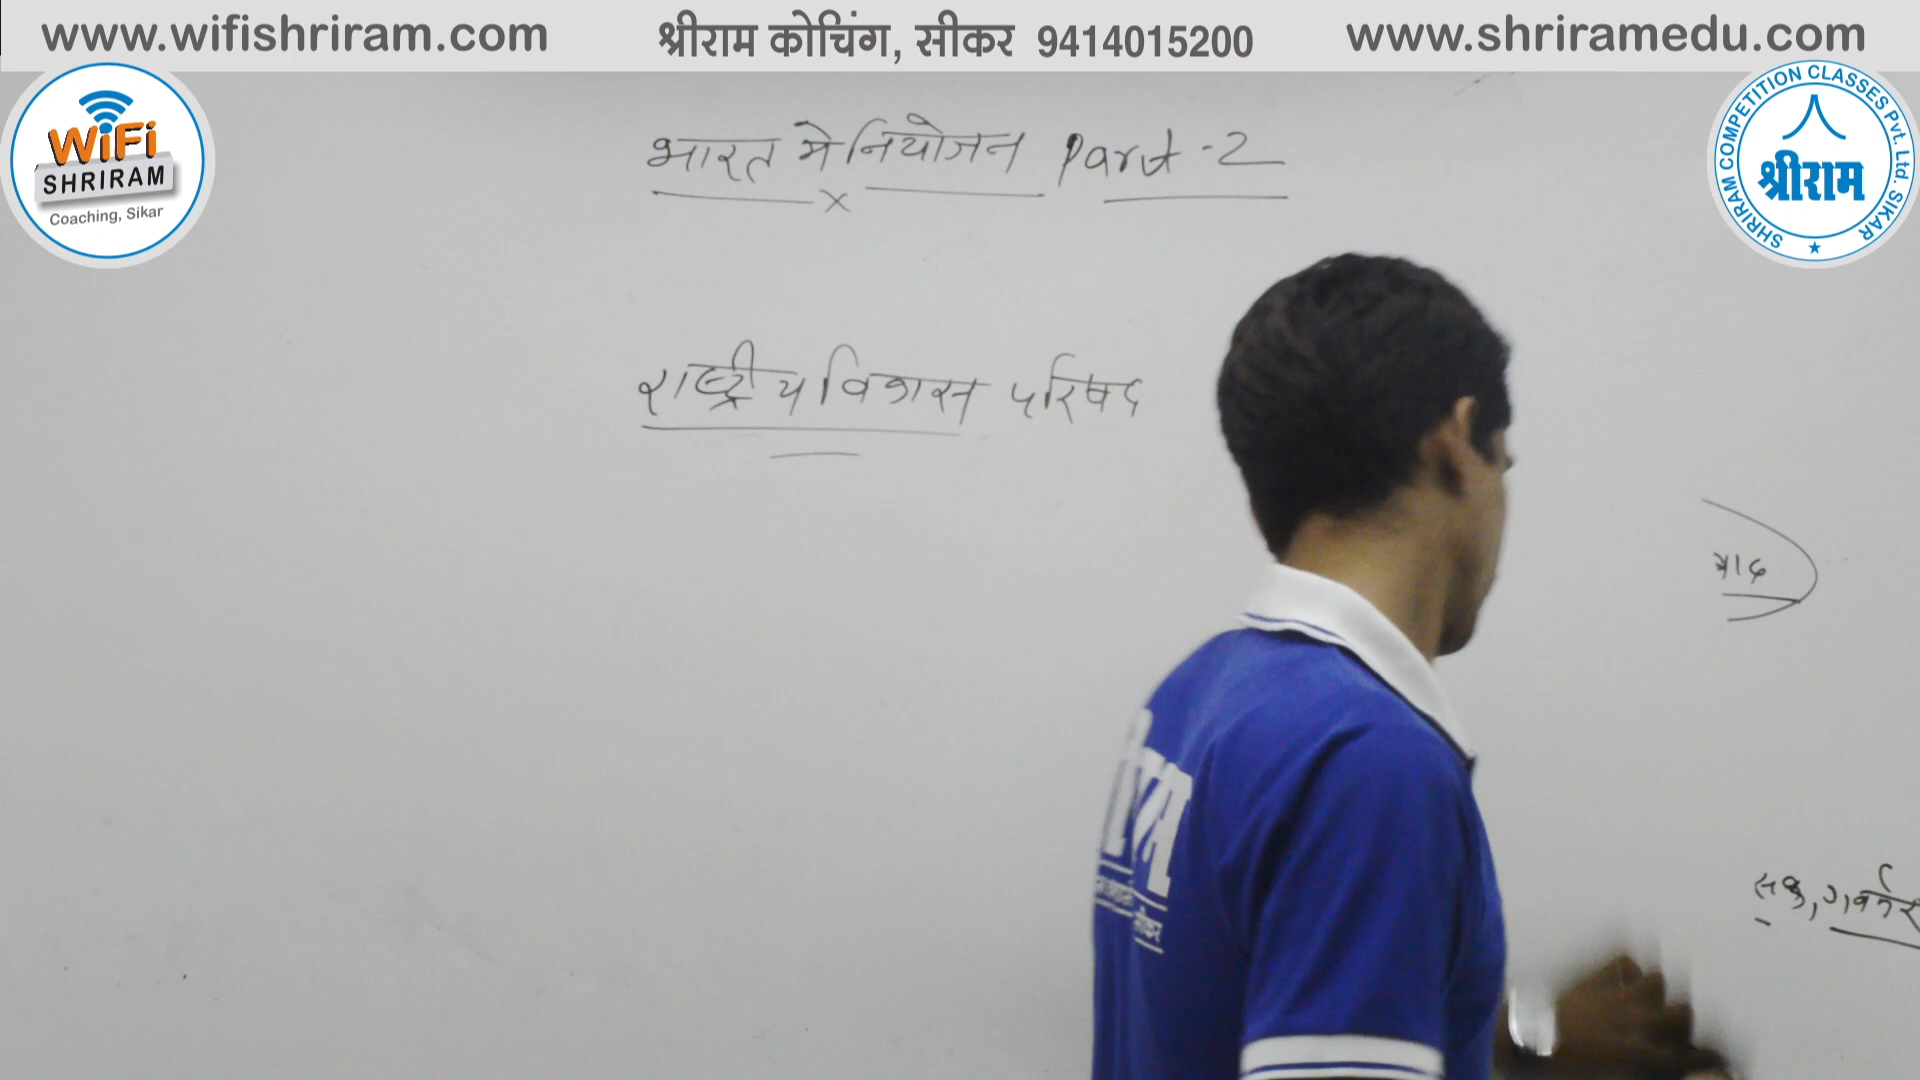 www.wifishriram.com श्रीराम कोचिंग, सीकर 9414015200 www.shriramedu.com
WiFi
SHRIRAM
Coaching, Sikar
SHRIRAM COMPETITION CLASSES Pvt. Ltd. SIKAR
श्रीराम
भारत मे नियोजन Part-2
राष्ट्रीय विकास परिषद